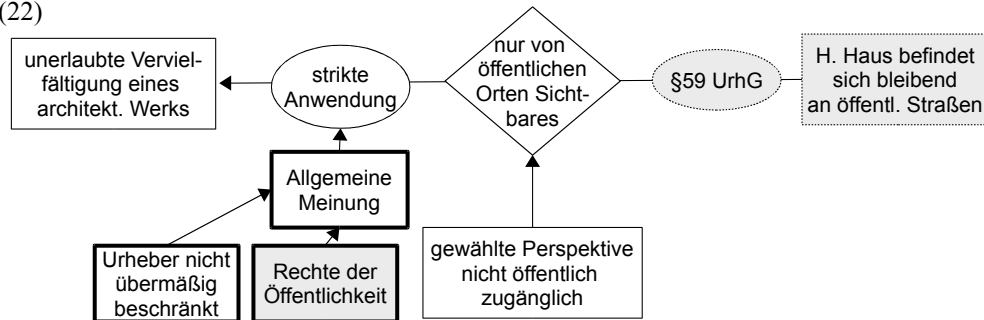 (22)
unerlaubte Verviel-
fältigung eines
architekt. Werks
strikte
Anwendung
nur von
öffentlichen
Orten Sicht-
bares
§59 UrhG
H. Haus befindet
sich bleibend
an öffentl. Straßen
Allgemeine
Meinung
Urheber nicht
übermäßig
beschränkt
Rechte der
Öffentlichkeit
gewählte Perspektive
nicht öffentlich
zugänglich